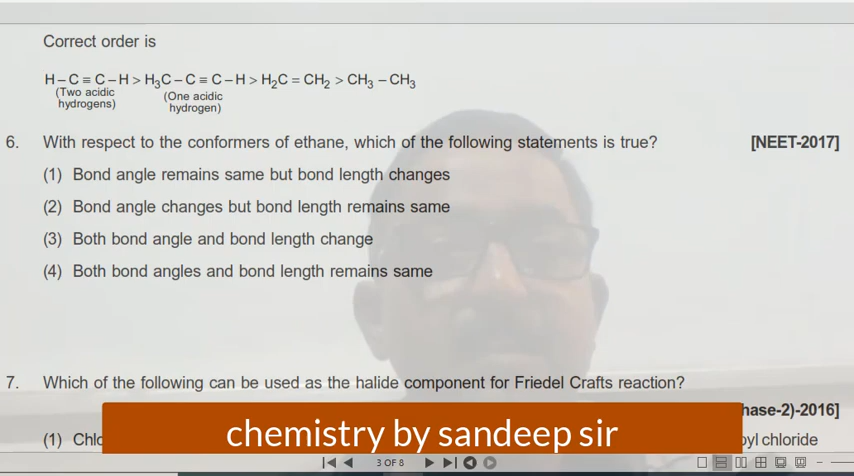 Correct order is
H – C ≡ C – H > H₃C – C ≡ C – H > H₂C = CH₂ > CH₃ – CH₃
(Two acidic hydrogens) (One acidic hydrogen)
6. With respect to the conformers of ethane, which of the following statements is true? [NEET-2017]
(1) Bond angle remains same but bond length changes
(2) Bond angle changes but bond length remains same
(3) Both bond angle and bond length change
(4) Both bond angles and bond length remains same
7. Which of the following can be used as the halide component for Friedel Crafts reaction?
hase-2)-2016]
(1) Chlo
chemistry by sandeep sir
pyl chloride
3 OF 8